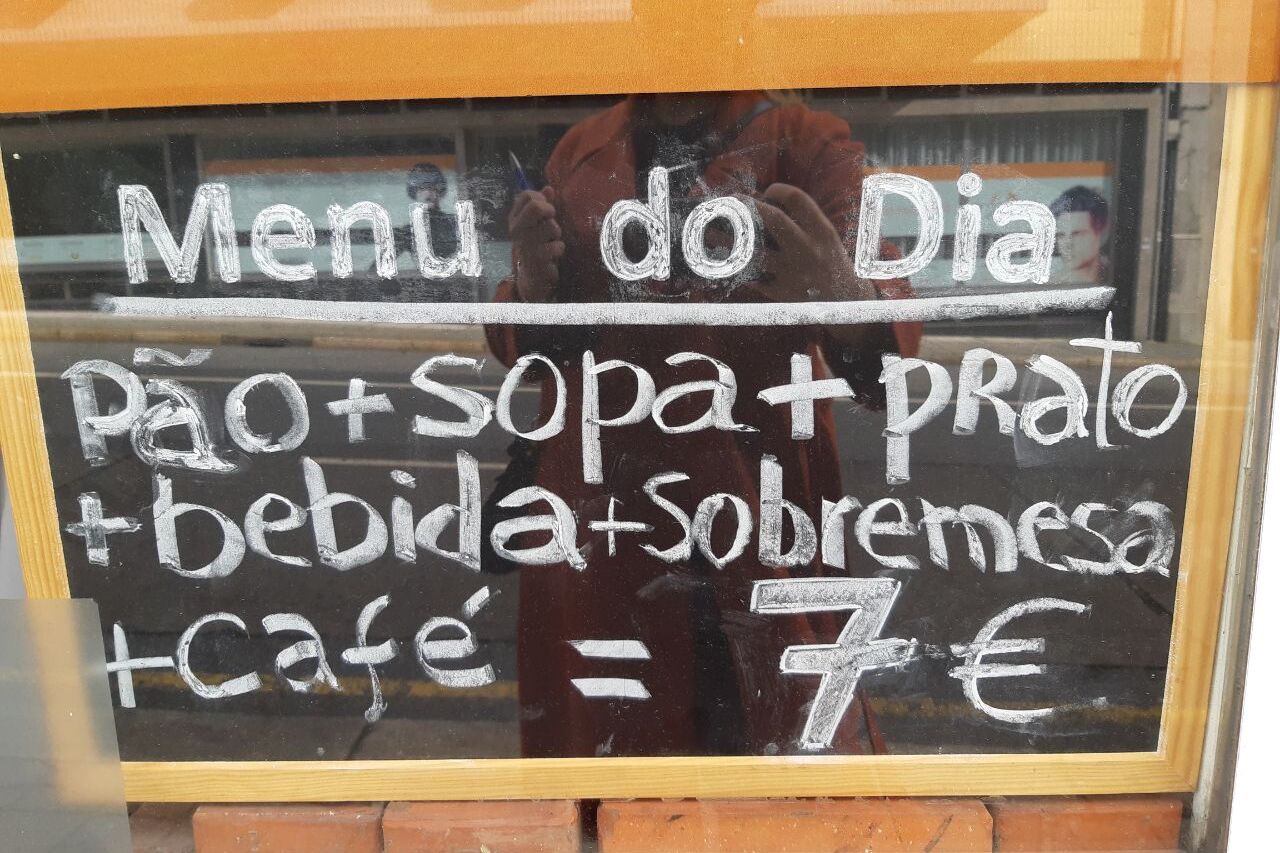 Menu do Dia
Pão + sopa + prato
+ bebida + sobremesa
+ café = 7 €